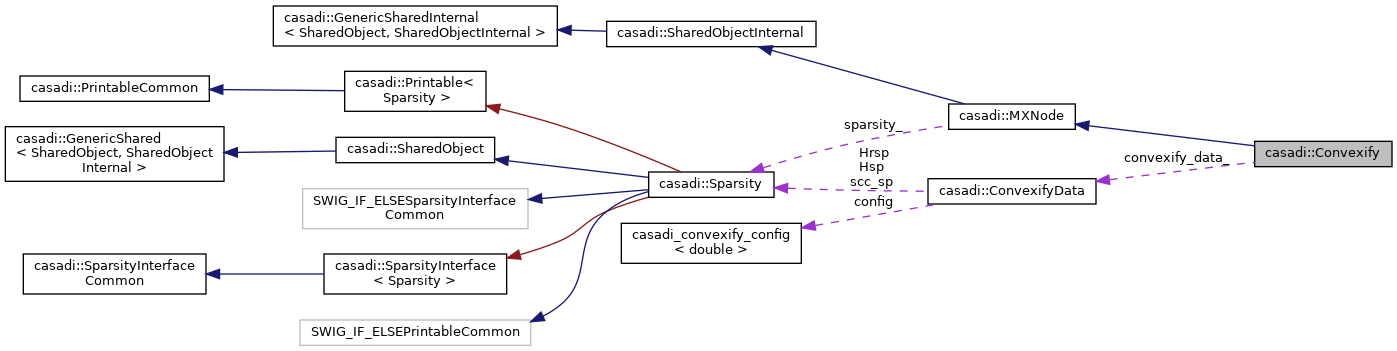 casadi::GenericSharedInternal
< SharedObject, SharedObjectInternal >
casadi::SharedObjectInternal
casadi::PrintableCommon
casadi::Printable<
Sparsity >
casadi::MXNode
casadi::GenericShared
< SharedObject, SharedObject
Internal >
casadi::SharedObject
sparsity_
casadi::Convexify
convexify_data_
Hrsp
Hsp
scc_sp
config
casadi::Sparsity
casadi::ConvexifyData
SWIG_IF_ELSESparsityInterface
Common
casadi_convexify_config
< double >
casadi::SparsityInterface
Common
casadi::SparsityInterface
< Sparsity >
SWIG_IF_ELSEPrintableCommon